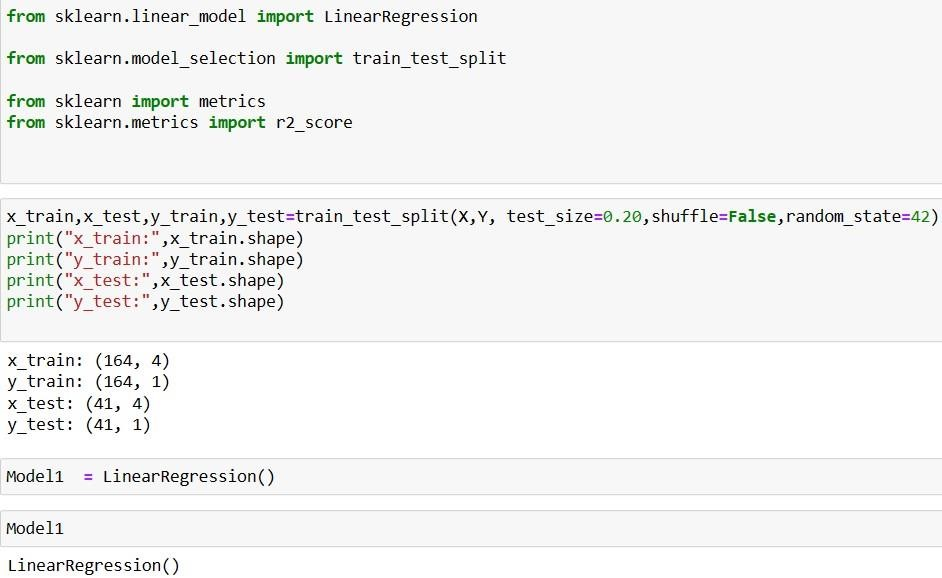 from sklearn.linear_model import LinearRegression
from sklearn.model_selection import train_test_split
from sklearn import metrics
from sklearn.metrics import r2_score
x_train,x_test,y_train,y_test=train_test_split(X,Y, test_size=0.20,shuffle=False,random_state=42)
print("x_train:",x_train.shape)
print("y_train:",y_train.shape)
print("x_test:",x_test.shape)
print("y_test:",y_test.shape)
x_train: (164, 4)
y_train: (164, 1)
x_test: (41, 4)
y_test: (41, 1)
Model1  = LinearRegression()
Model1
LinearRegression()